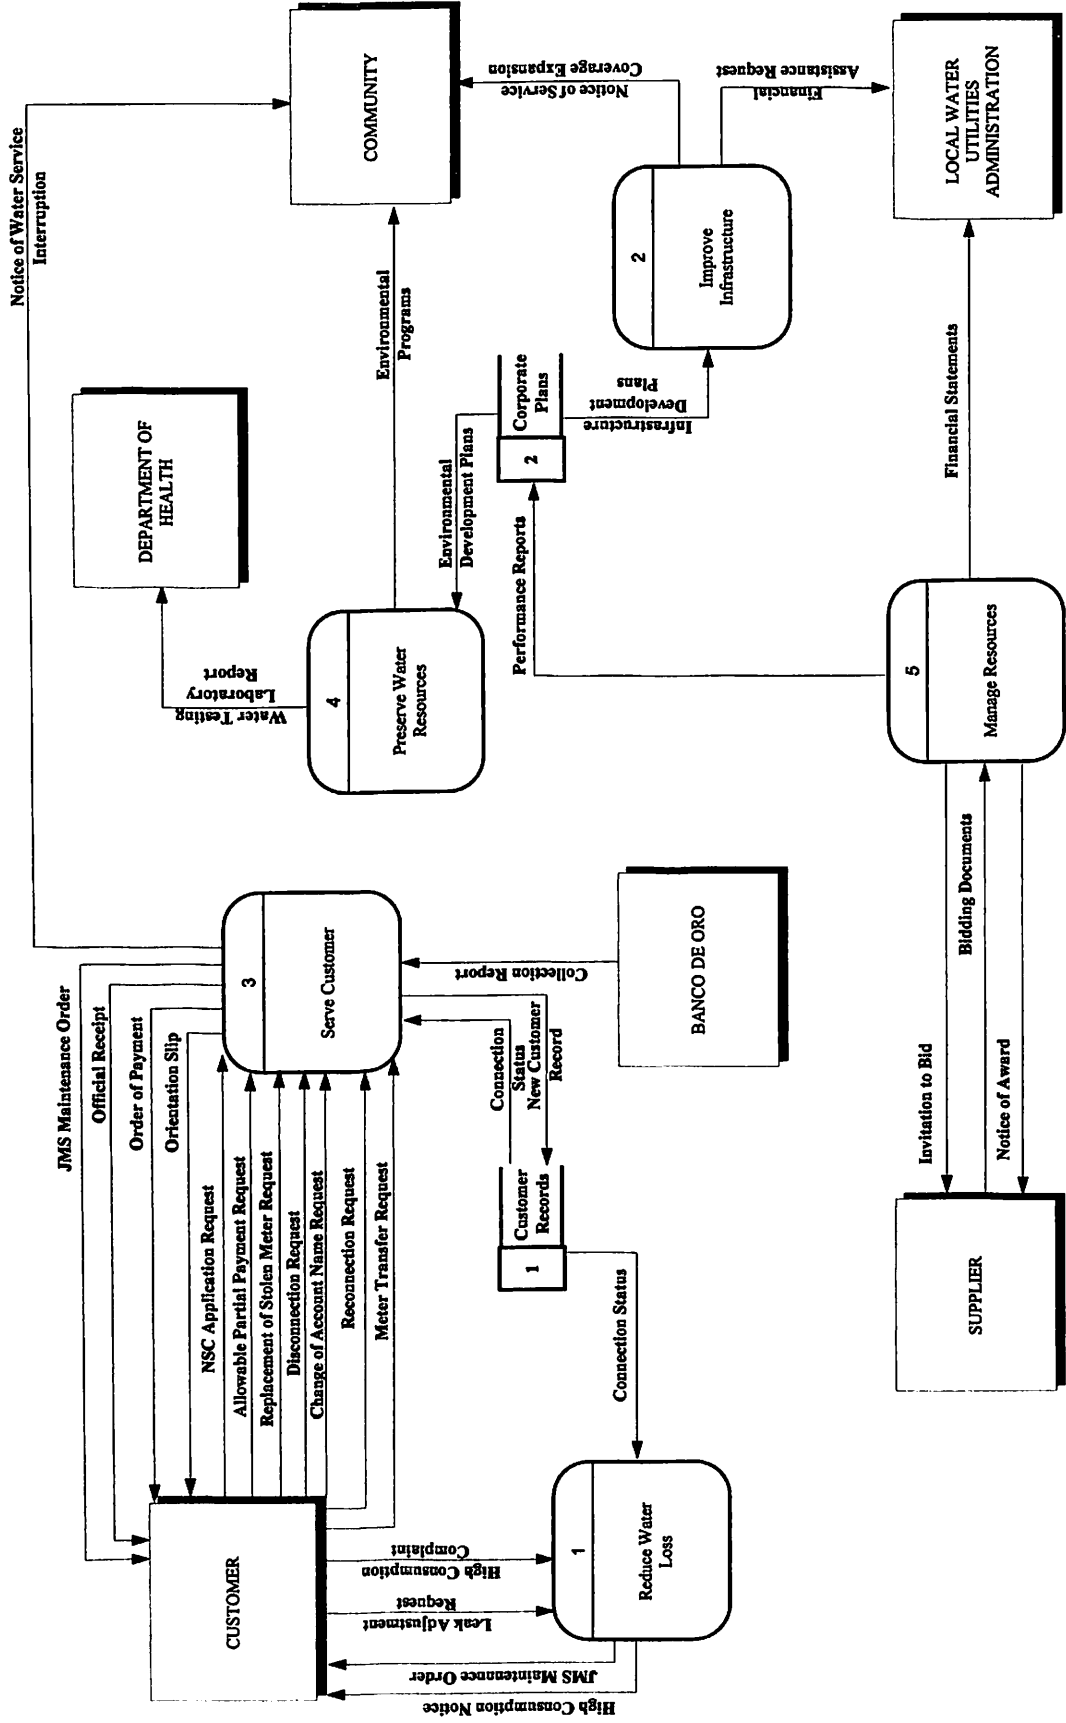 JMS Maintenance Order
Official Receipt
Order of Payment
Orientation Slip
NSC Application Request
Allowable Partial Payment Request
Replacement of Stolen Meter Request
Disconnection Request
Change of Account Name Request
Reconnection Request
Meter Transfer Request
CUSTOMER
High Consumption
Complaint
Leak Adjustment
Request
JMS Maintenance Order
High Consumption Notice
1
Reduce Water
Loss
Connection Status
1
Customer
Records
Connection
Status
New Customer
Record
3
Serve Customer
Collection Report
BANCO DE ORO
Notice of Water Service
Interruption
DEPARTMENT OF
HEALTH
Water Testing
Laboratory
Report
4
Preserve Water
Resources
Environmental
Programs
COMMUNITY
Environmental
Development Plans
2
Corporate
Plans
Performance Reports
Infrastructure
Development
Plans
2
Improve
Infrastructure
Notice of Service
Coverage Expansion
Financial
Assistance Request
LOCAL WATER
UTILITIES
ADMINISTRATION
Financial Statements
5
Manage Resources
Invitation to Bid
Bidding Documents
Notice of Award
SUPPLIER